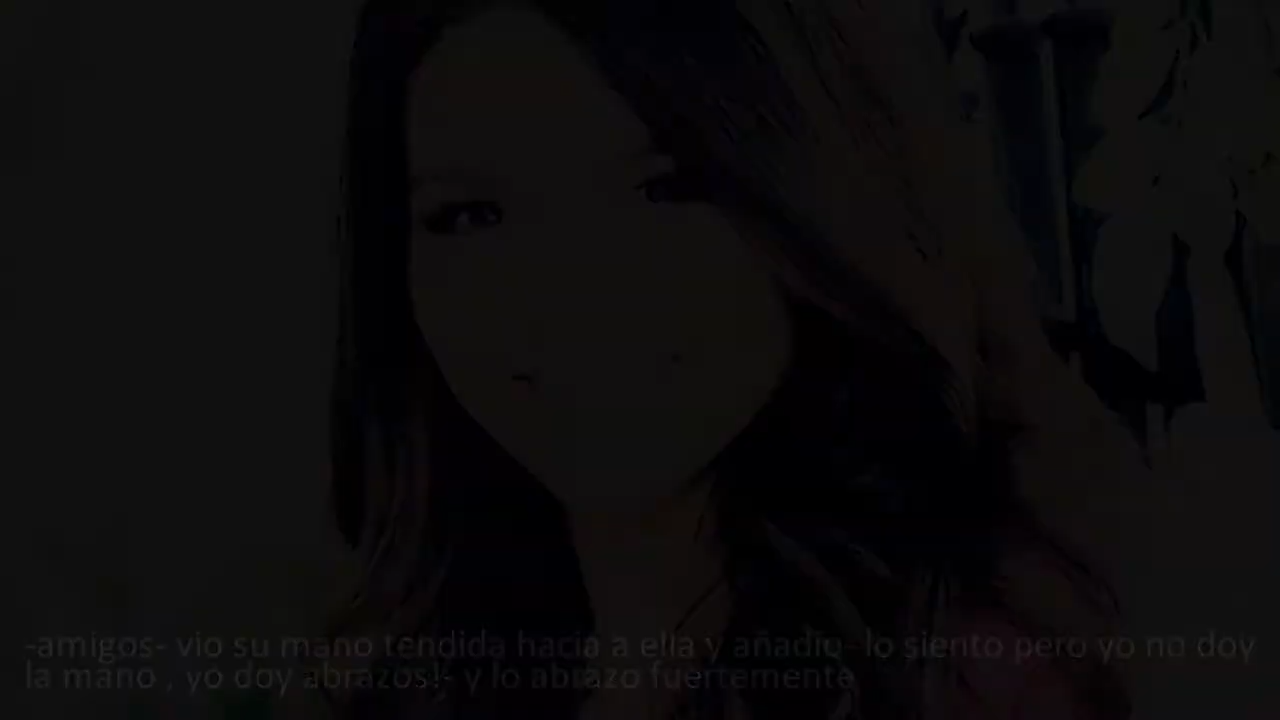 -amigos- vio su mano tendida hacia a ella y añadio- lo siento pero yo no doy
la mano , yo doy abrazos!- y lo abrazo fuertemente